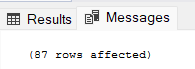 Results Messages
(87 rows affected)